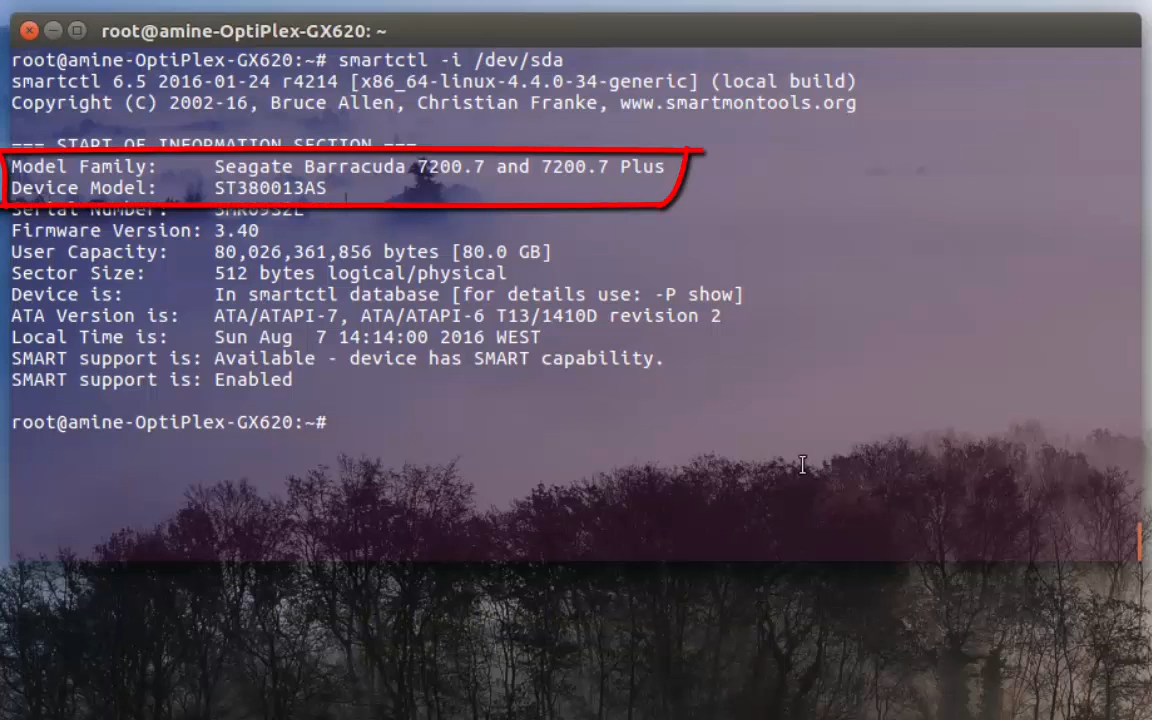 root@amine-OptiPlex-GX620: ~
root@amine-OptiPlex-GX620:~# smartctl -i /dev/sda
smartctl 6.5 2016-01-24 r4214 [x86_64-linux-4.4.0-34-generic] (local build)
Copyright (C) 2002-16, Bruce Allen, Christian Franke, www.smartmontools.org
=== START OF INFORMATION SECTION ===
Model Family: Seagate Barracuda 7200.7 and 7200.7 Plus
Device Model: ST380013AS
Serial Number:
Firmware Version: 3.40
User Capacity: 80,026,361,856 bytes [80.0 GB]
Sector Size: 512 bytes logical/physical
Device is: In smartctl database [for details use: -P show]
ATA Version is: ATA/ATAPI-7, ATA/ATAPI-6 T13/1410D revision 2
Local Time is: Sun Aug 7 14:14:00 2016 WEST
SMART support is: Available - device has SMART capability.
SMART support is: Enabled
root@amine-OptiPlex-GX620:~#